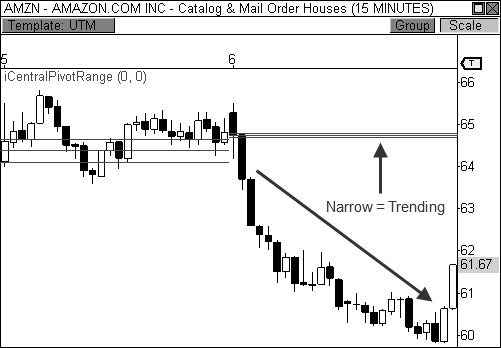 AMZN - AMAZON.COM INC - Catalog & Mail Order Houses (15 MINUTES)
Template: UTM
Group
Scale
5
6
T
iCentralPivotRange (0, 0)
66
65
64
Narrow = Trending
63
62
61.67
61
60